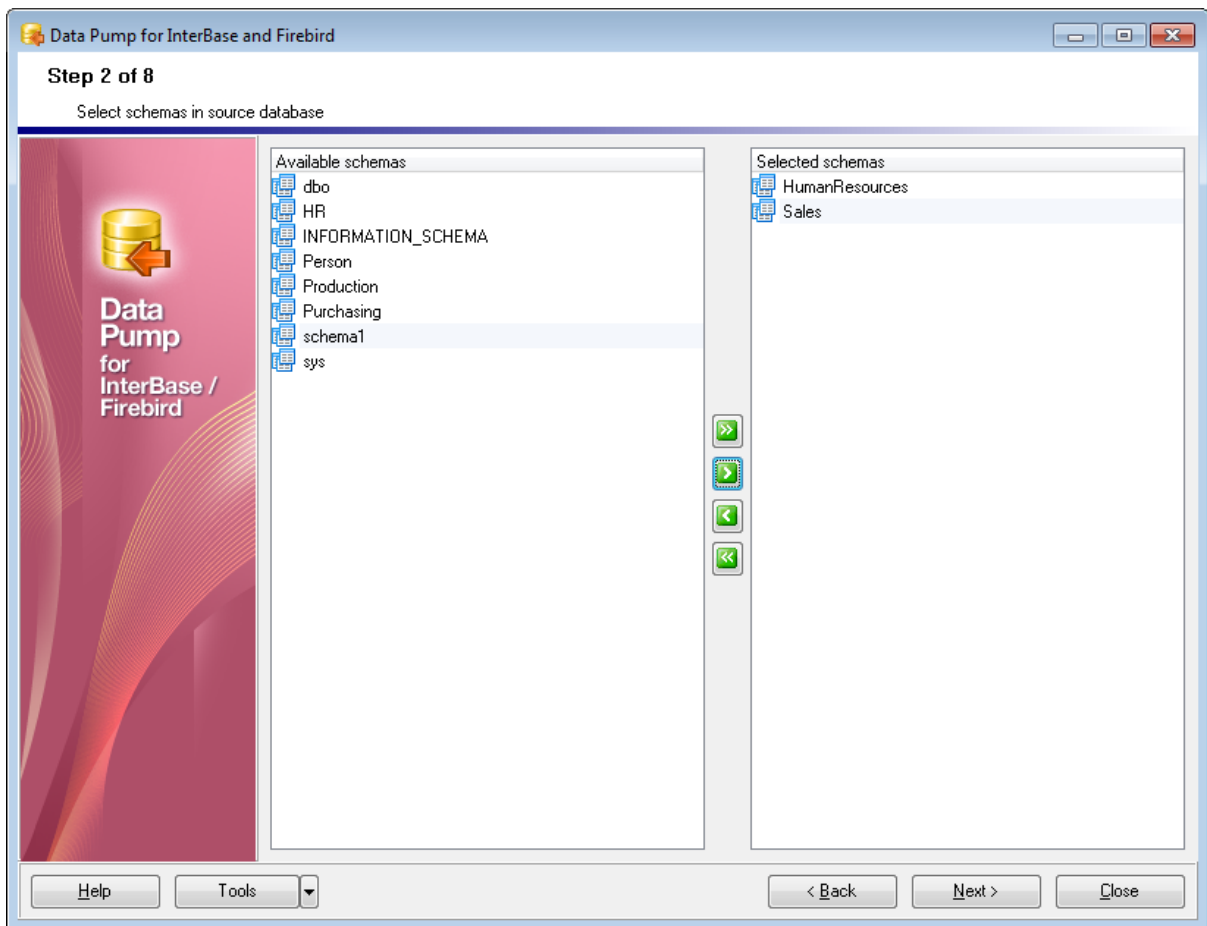 Data Pump for InterBase and Firebird
Step 2 of 8
Select schemas in source database
Data
Pump
for
InterBase /
Firebird
Available schemas
dbo
HR
INFORMATION_SCHEMA
Person
Production
Purchasing
schema1
sys
Selected schemas
HumanResources
Sales
Help
Tools
< Back
Next >
Close